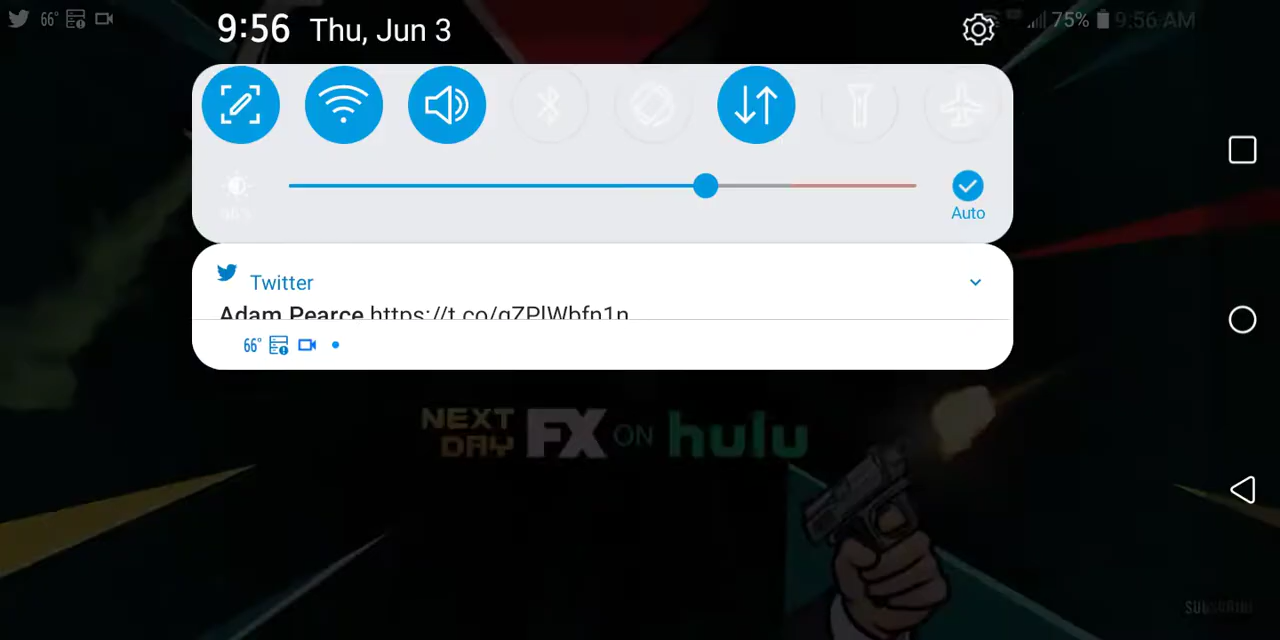 66°
75% 9:56 AM
9:56 Thu, Jun 3
Auto
Twitter
Adam Pearce https://t.co/gZPlWbfn1n
66°
NEXT DAY FX ON hulu
SUBSCRIBE